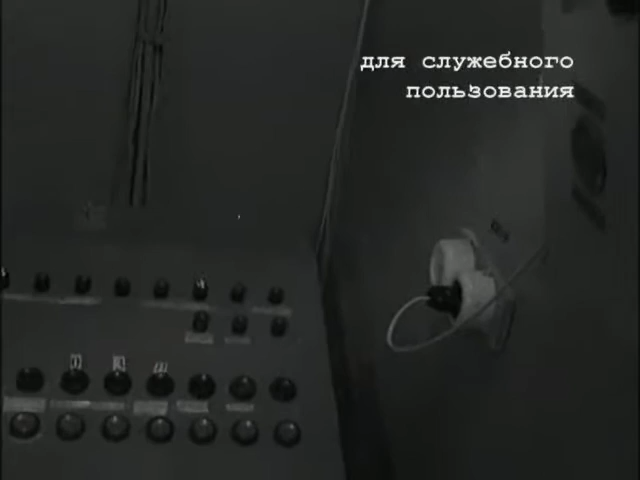 для служебного
пользования